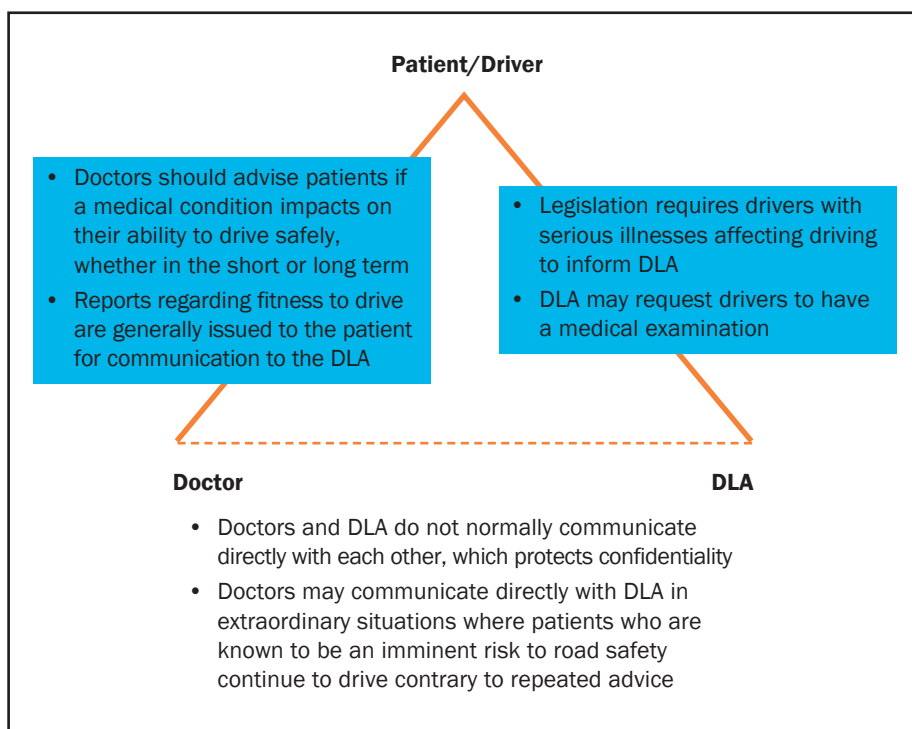 Patient/Driver
• Doctors should advise patients if
a medical condition impacts on
their ability to drive safely,
whether in the short or long term
• Reports regarding fitness to drive
are generally issued to the patient
for communication to the DLA
• Legislation requires drivers with
serious illnesses affecting driving
to inform DLA
• DLA may request drivers to have
a medical examination
Doctor
DLA
• Doctors and DLA do not normally communicate
directly with each other, which protects confidentiality
• Doctors may communicate directly with DLA in
extraordinary situations where patients who are
known to be an imminent risk to road safety
continue to drive contrary to repeated advice